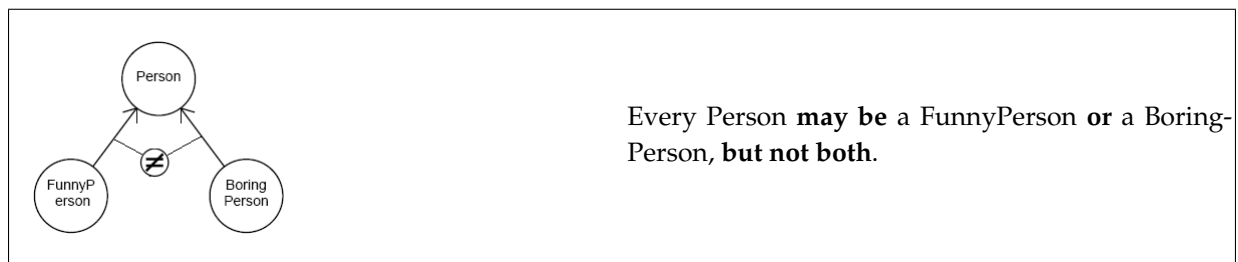 Person
≠
FunnyP
erson
Boring
Person
Every Person may be a FunnyPerson or a Boring-
Person, but not both.